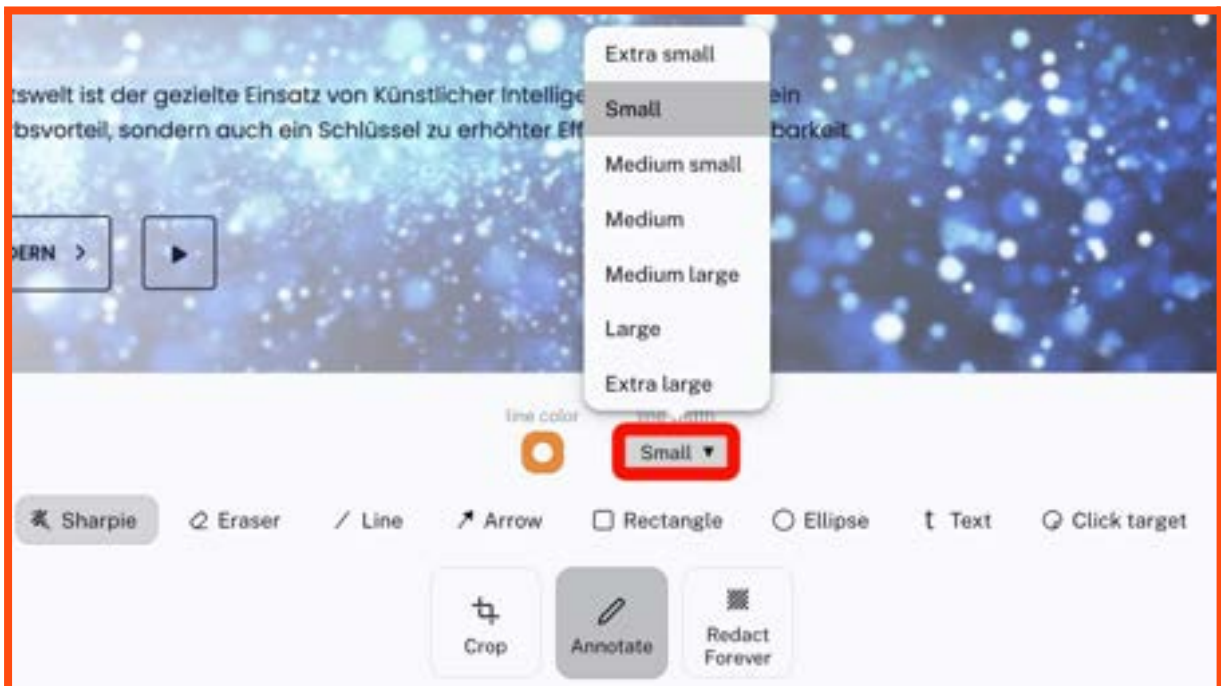 Extra small
tswelt ist der gezielte Einsatz von Künstlicher Intellige ein
Small
bsvorteil, sondern auch ein Schlüssel zu erhöhter Eff barkeit.
Medium small
Medium
DERN >
Medium large
Large
Extra large
line color
Small ▼
Sharpie Eraser Line Arrow Rectangle Ellipse Text Click target
Crop Annotate Redact Forever